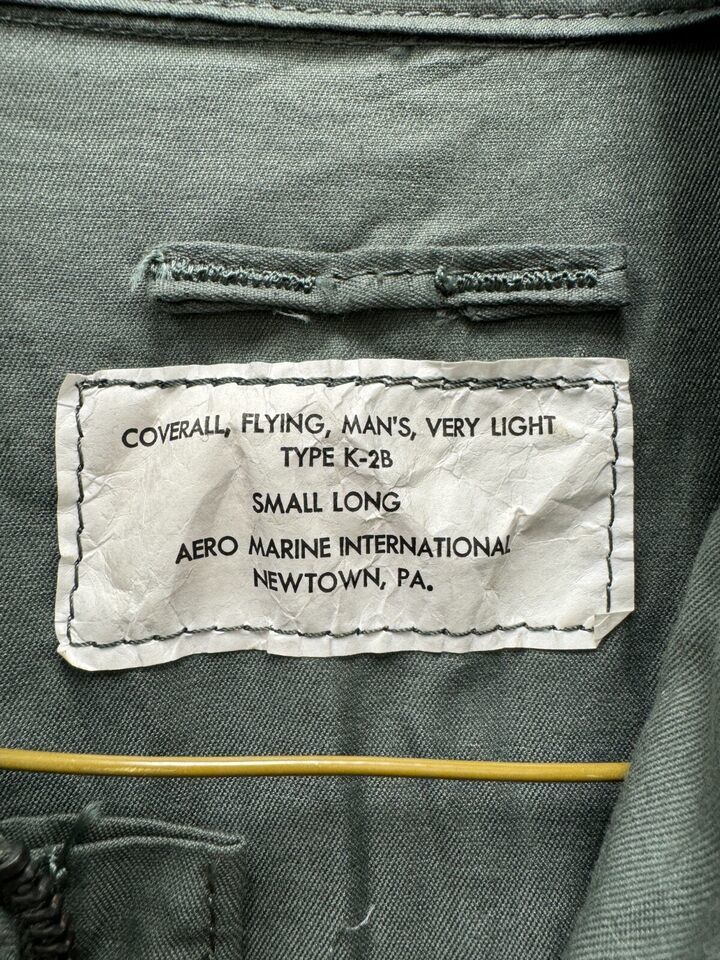 COVERALL, FLYING, MAN'S, VERY LIGHT
TYPE K-2B
SMALL LONG
AERO MARINE INTERNATIONAL
NEWTOWN, PA.